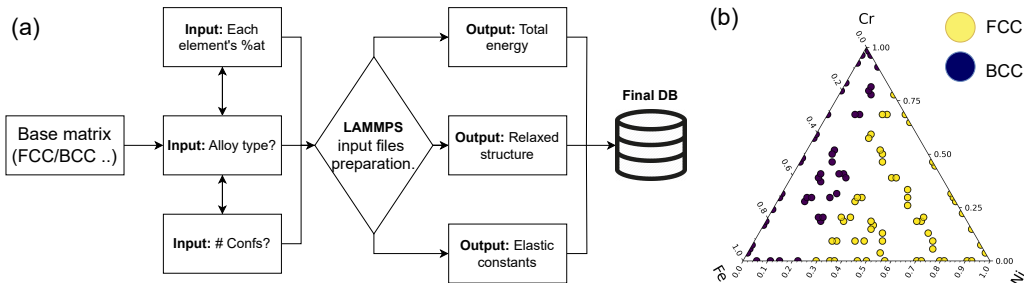 (a)
Base matrix
(FCC/BCC ..)
Input: Each
element's %at
Input: Alloy type?
Input: # Confs?
LAMMPS
input files
preparation.
Output: Total
energy
Output: Relaxed
structure
Output: Elastic
constants
Final DB
(b)
FCC
BCC
Cr
0.0
1.00
0.2
0.75
0.4
0.50
0.6
0.25
0.8
1.0
0.00
Fe
Ni
0.0
0.1
0.2
0.3
0.4
0.5
0.6
0.7
0.8
0.9
1.0